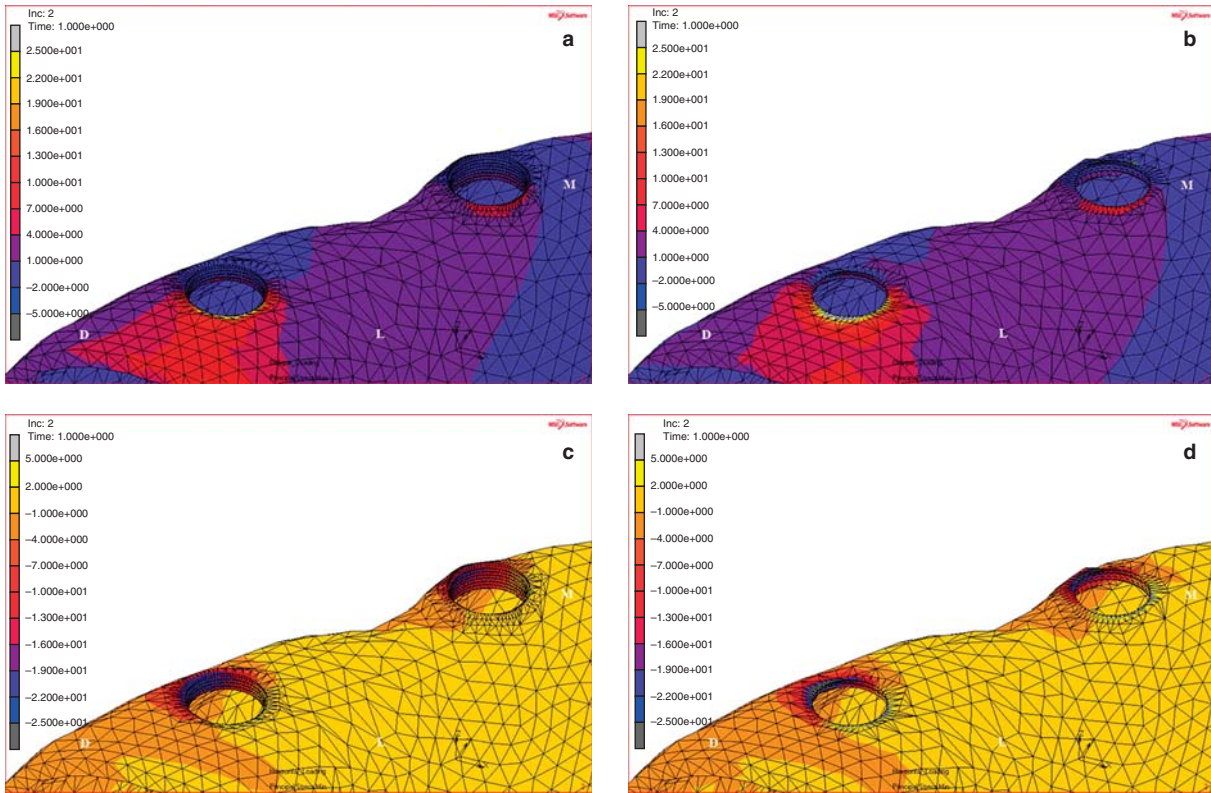 Inc: 2
Time: 1.000e+000
a
2.500e+001
2.200e+001
1.900e+001
1.600e+001
1.300e+001
1.000e+001
7.000e+000
4.000e+000
1.000e+000
−2.000e+000
−5.000e+000
M
D
L
Inc: 2
Time: 1.000e+000
b
2.500e+001
2.200e+001
1.900e+001
1.600e+001
1.300e+001
1.000e+001
7.000e+000
4.000e+000
1.000e+000
−2.000e+000
−5.000e+000
M
D
L
Inc: 2
Time: 1.000e+000
c
5.000e+000
2.000e+000
−1.000e+000
−4.000e+000
−7.000e+000
−1.000e+001
−1.300e+001
−1.600e+001
−1.900e+001
−2.200e+001
−2.500e+001
M
D
L
Inc: 2
Time: 1.000e+000
d
5.000e+000
2.000e+000
−1.000e+000
−4.000e+000
−7.000e+000
−1.000e+001
−1.300e+001
−1.600e+001
−1.900e+001
−2.200e+001
−2.500e+001
M
D
L